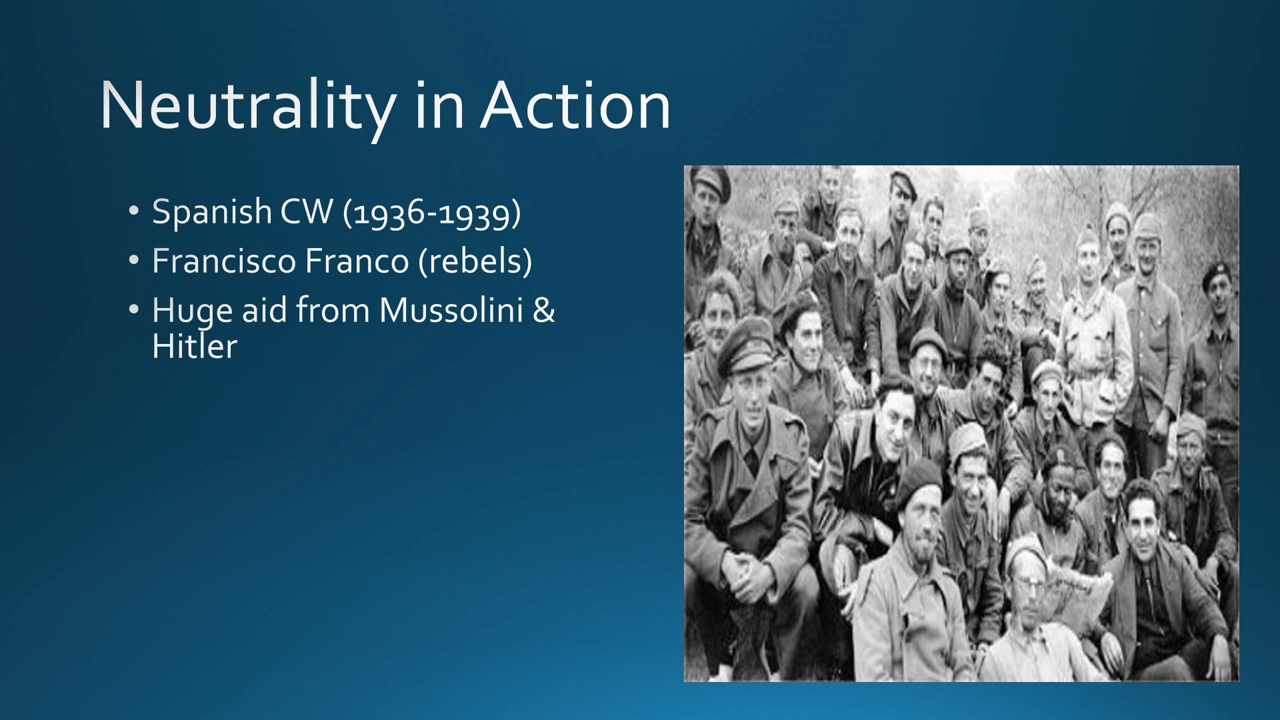 Neutrality in Action
• Spanish CW (1936-1939)
• Francisco Franco (rebels)
• Huge aid from Mussolini &
Hitler